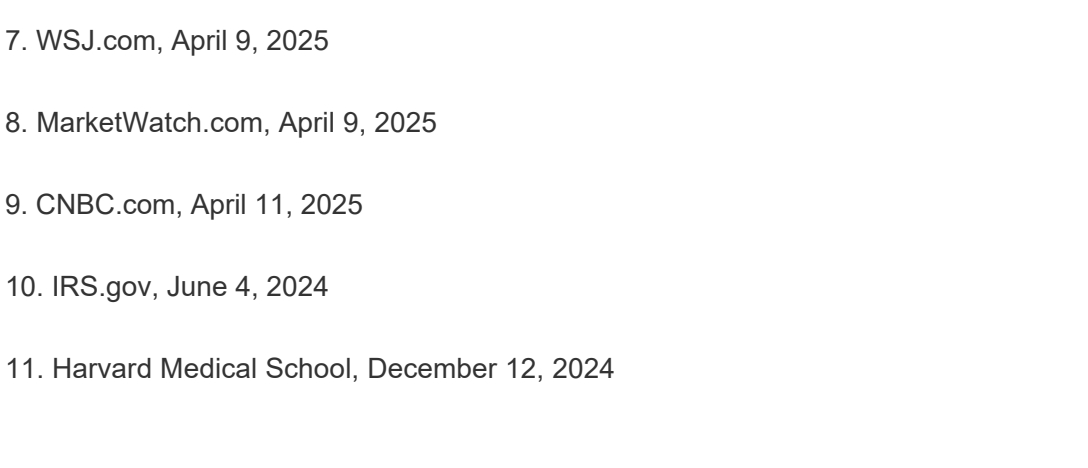 7. WSJ.com, April 9, 2025
8. MarketWatch.com, April 9, 2025
9. CNBC.com, April 11, 2025
10. IRS.gov, June 4, 2024
11. Harvard Medical School, December 12, 2024